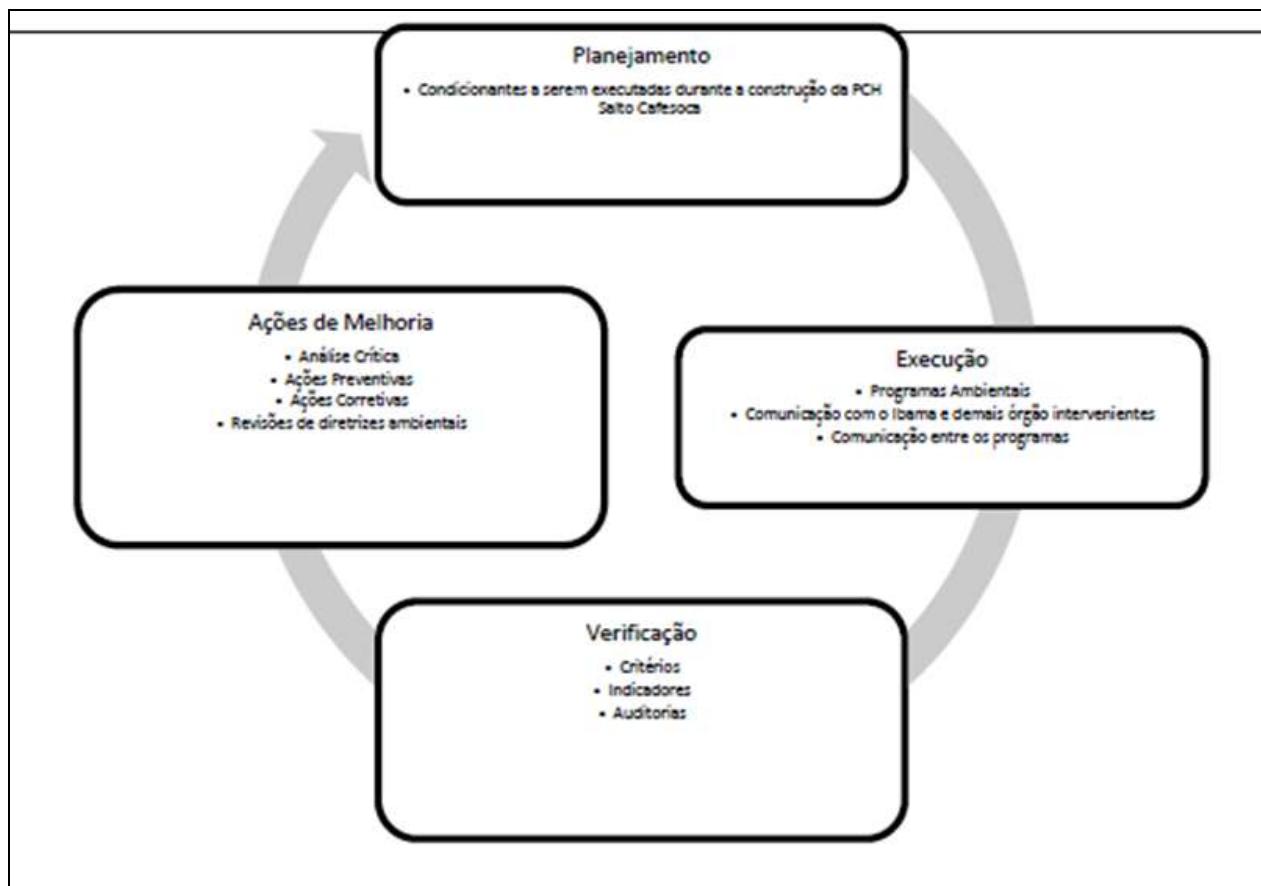 Planejamento
• Condicionantes a serem executadas durante a construção da PCH
Salto Cafesoca
Ações de Melhoria
• Análise Crítica
• Ações Preventivas
• Ações Corretivas
• Revisões de diretrizes ambientais
Execução
• Programas Ambientais
• Comunicação com o Ibama e demais órgão intervenientes
• Comunicação entre os programas
Verificação
• Critérios
• Indicadores
• Auditorias